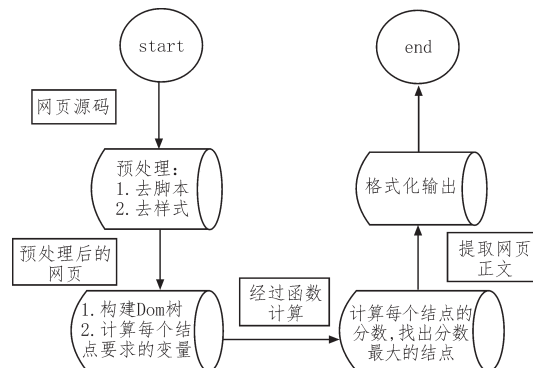 start
网页源码
预处理:
1.去脚本
2.去样式
预处理后的
网页
1.构建Dom树
2.计算每个结
点要求的变量
经过函数
计算
计算每个结点的
分数,找出分数
最大的结点
提取网页
正文
格式化输出
end